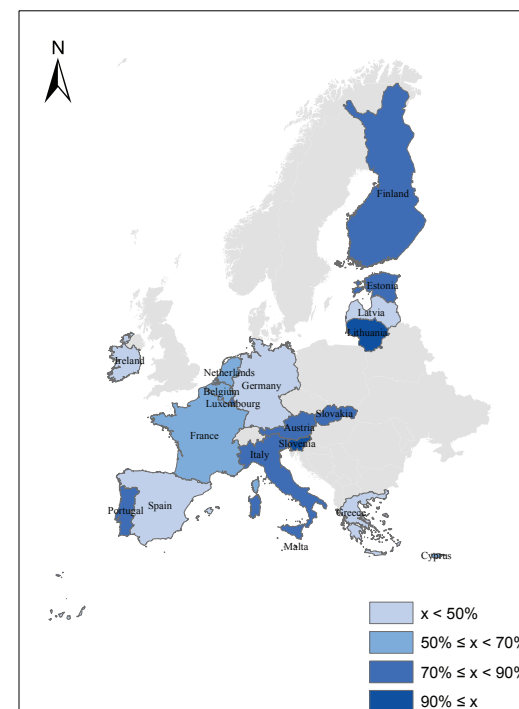 N
Finland
Estonia
Latvia
Lithuania
Ireland
Netherlands
Belgium
Germany
Luxembourg
Slovakia
Austria
France
Slovenia
Italy
Portugal
Spain
Greece
Malta
Cyprus
x < 50%
50% ≤ x < 70%
70% ≤ x < 90%
90% ≤ x